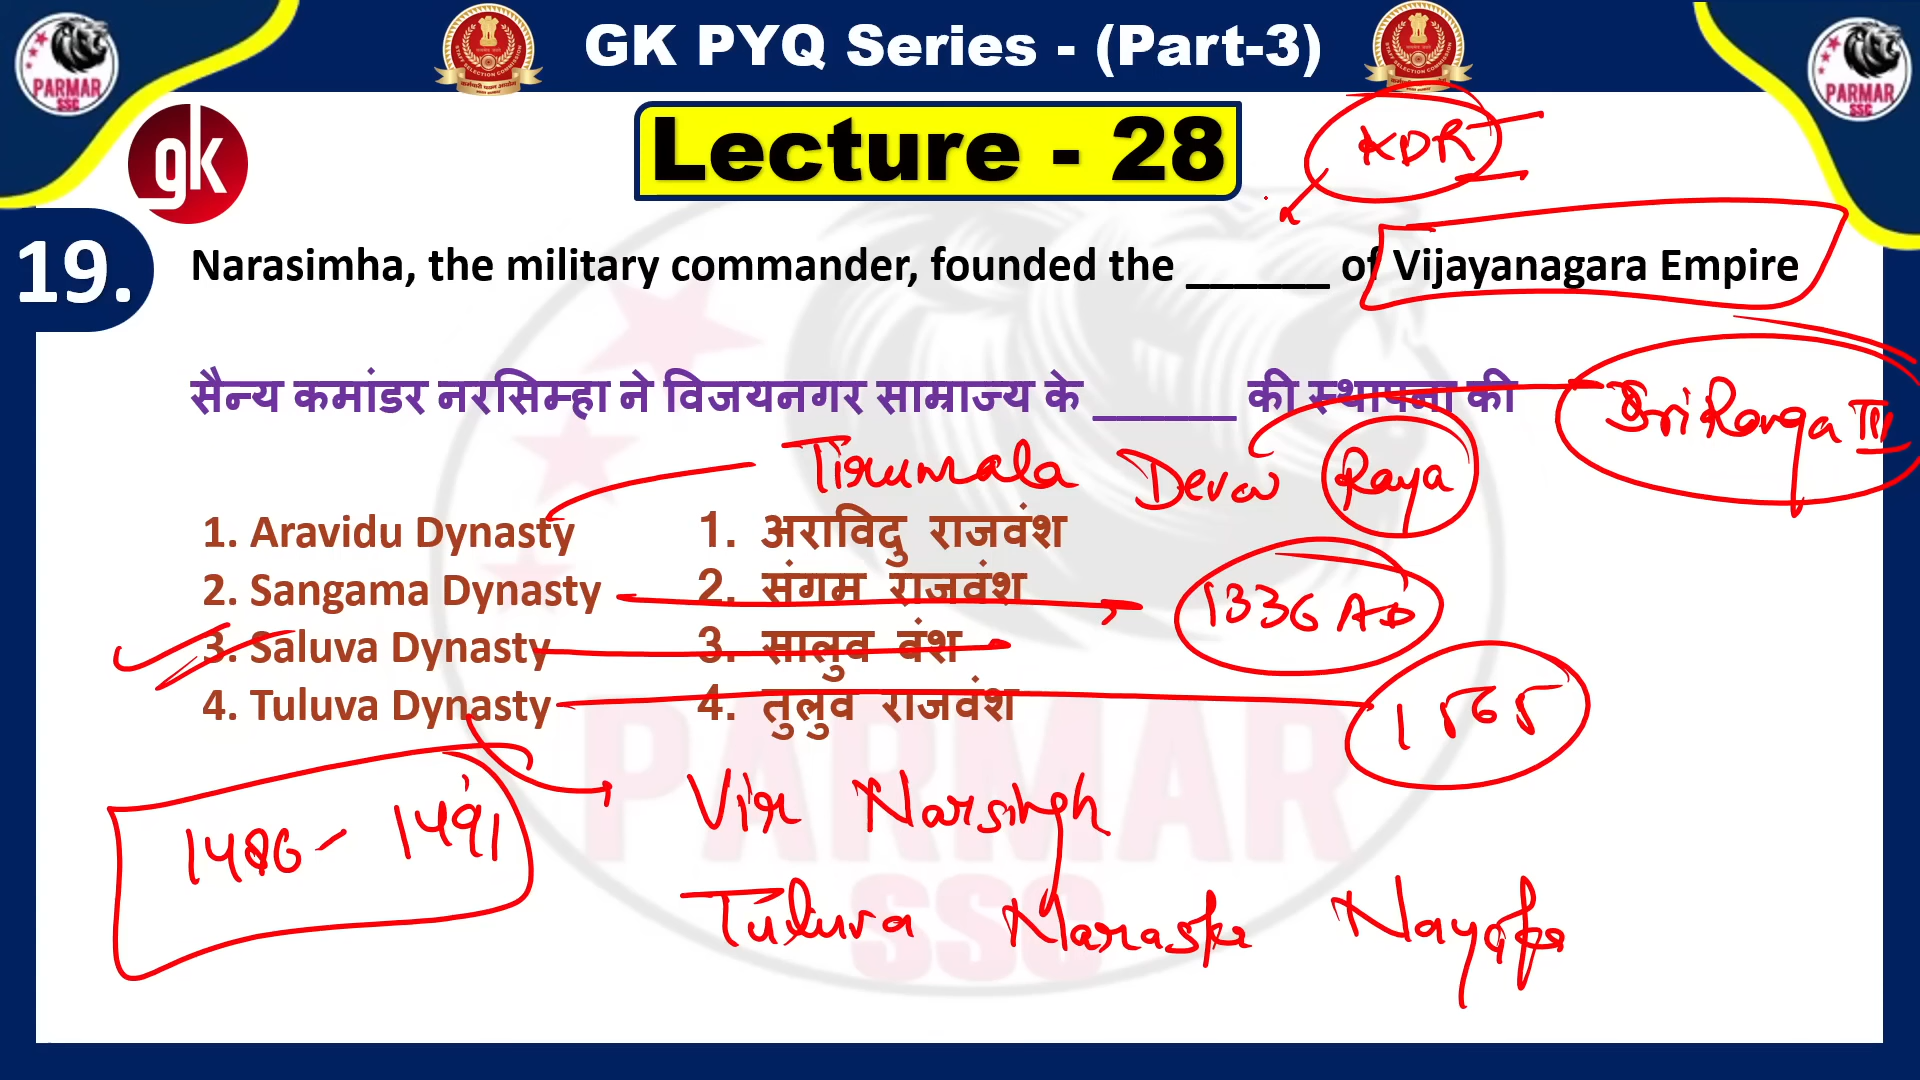 GK PYQ Series - (Part-3)
PARMAR
SSC
PARMAR
SSC
gk
Lecture - 28
KDR
19.
Narasimha, the military commander, founded the ______ of Vijayanagara Empire
सैन्य कमांडर नरसिम्हा ने विजयनगर साम्राज्य के ______ की स्थापना की
Sri Ranga III
Tirumala Deva Raya
1. Aravidu Dynasty
1. अराविदु राजवंश
2. Sangama Dynasty
2. संगम राजवंश
1336 AD
3. Saluva Dynasty
3. सालुव वंश
4. Tuluva Dynasty
4. तुलुव राजवंश
1565
1486 - 1491
Vir Narsingh
Tuluva Narasa Nayaka
PARMAR
SSC